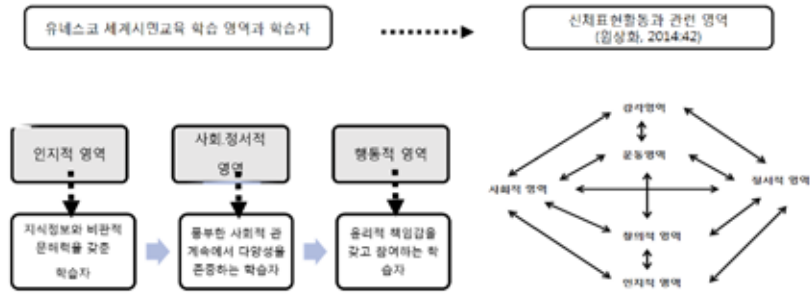 유네스코 세계시민교육 학습 영역과 학습자
신체표현활동과 관련 영역
(임상화, 2014:42)
인지적 영역
사회.정서적
영역
행동적 영역
지식정보와 비판적
문해력을 갖춘
학습자
풍부한 사회적 관
계속에서 다양성을
존중하는 학습자
윤리적 책임감을
갖고 참여하는 학
습자
감각영역
운동영역
사회적 영역
정서적 영역
창의적 영역
인지적 영역